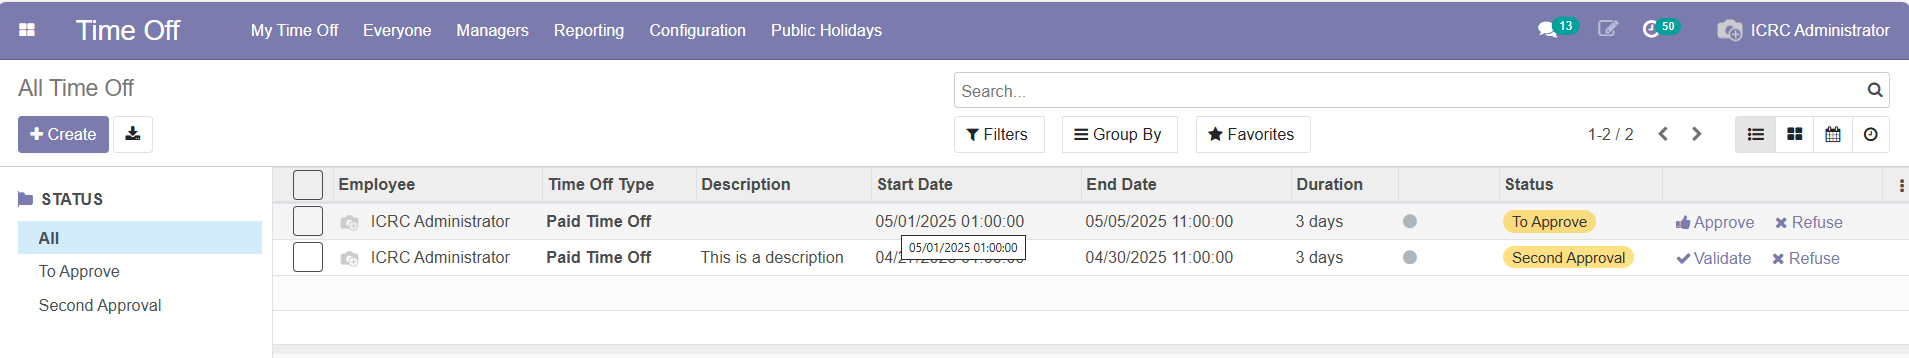 Time Off My Time Off Everyone Managers Reporting Configuration Public Holidays 13 50 ICRC Administrator
All Time Off Search...
Create Filters Group By Favorites 1-2 / 2
STATUS
All
To Approve
Second Approval
Employee Time Off Type Description Start Date End Date Duration Status
ICRC Administrator Paid Time Off 05/01/2025 01:00:00 05/05/2025 11:00:00 3 days To Approve Approve Refuse
05/01/2025 01:00:00
ICRC Administrator Paid Time Off This is a description 04/30/2025 11:00:00 3 days Second Approval Validate Refuse